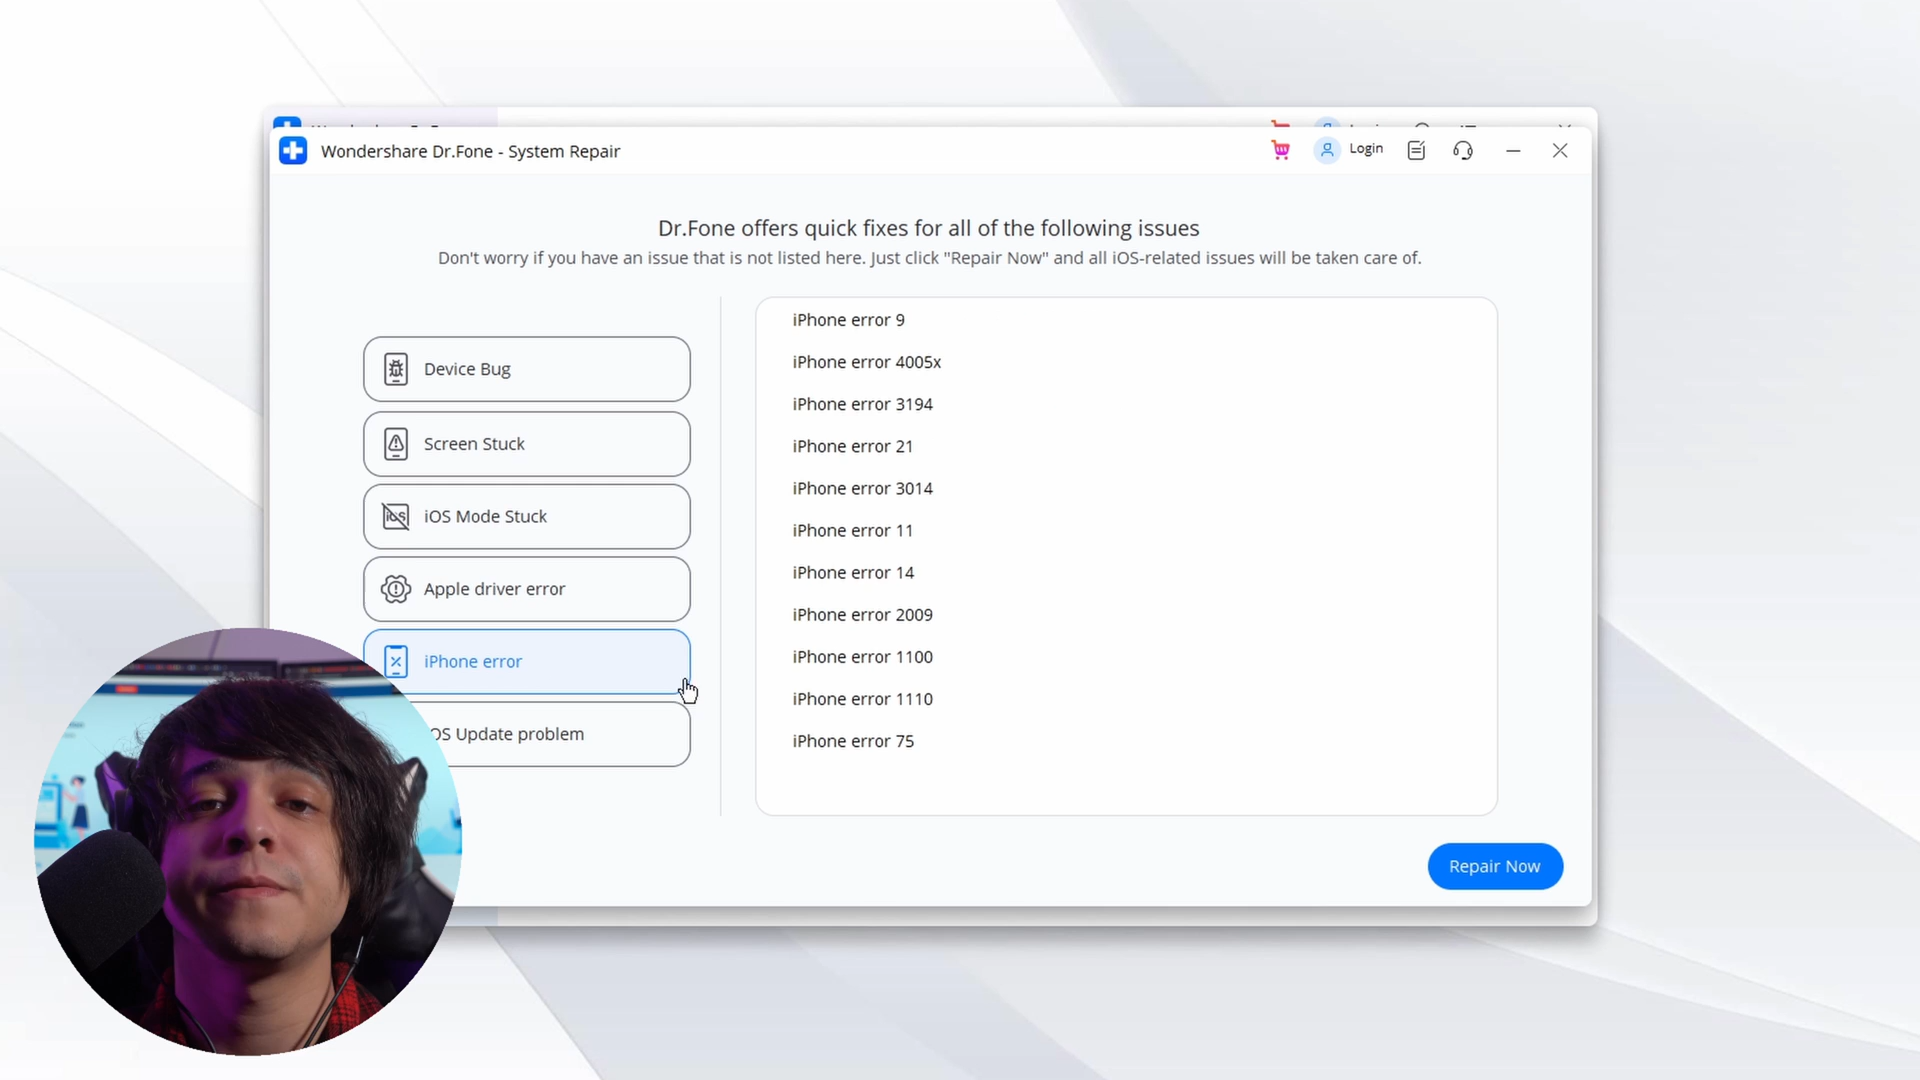 Wondershare Dr.Fone - System Repair
Login
Dr.Fone offers quick fixes for all of the following issues
Don't worry if you have an issue that is not listed here. Just click "Repair Now" and all iOS-related issues will be taken care of.
Device Bug
Screen Stuck
iOS Mode Stuck
Apple driver error
iPhone error
OS Update problem
iPhone error 9
iPhone error 4005x
iPhone error 3194
iPhone error 21
iPhone error 3014
iPhone error 11
iPhone error 14
iPhone error 2009
iPhone error 1100
iPhone error 1110
iPhone error 75
Repair Now